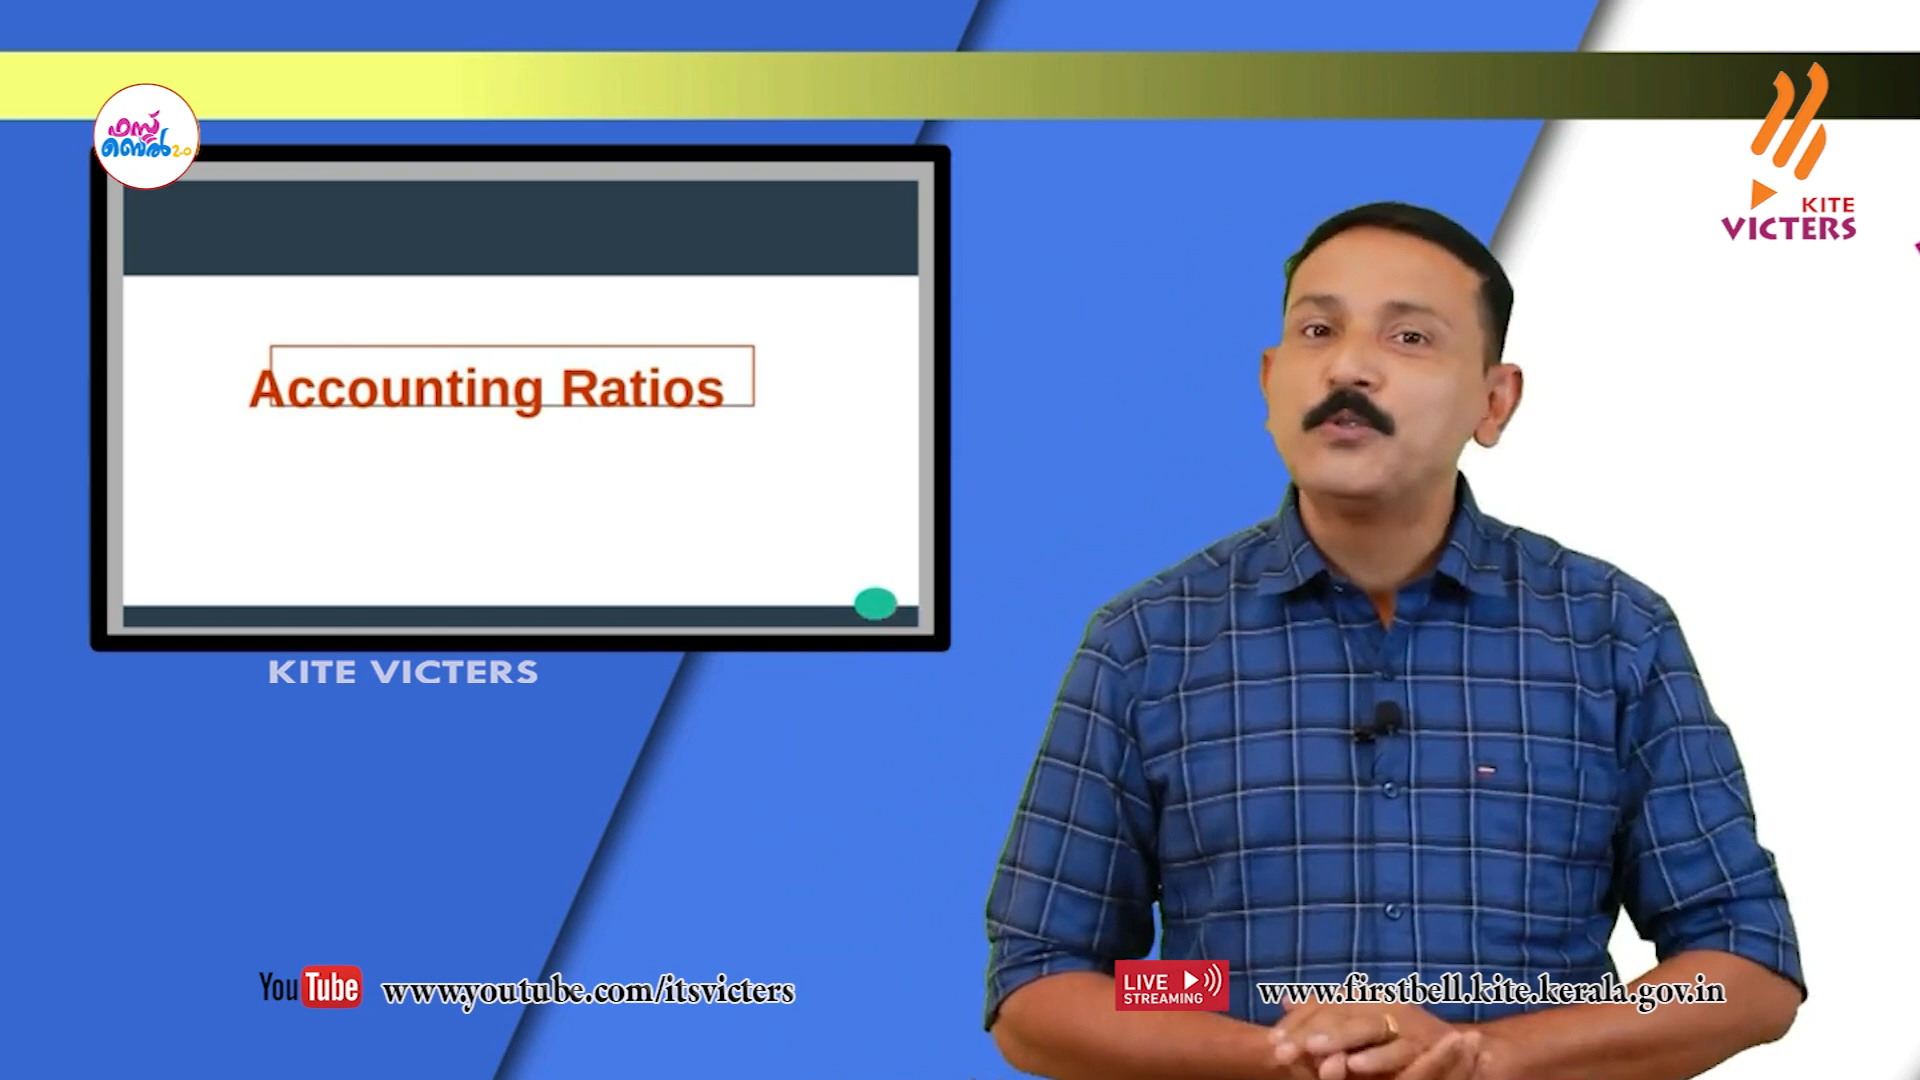 ഫസ്റ്റ്
ബെൽ 2.0
KITE
VICTERS
Accounting Ratios
KITE VICTERS
YouTube www.youtube.com/itsvicters
LIVE STREAMING www.firstbell.kite.kerala.gov.in